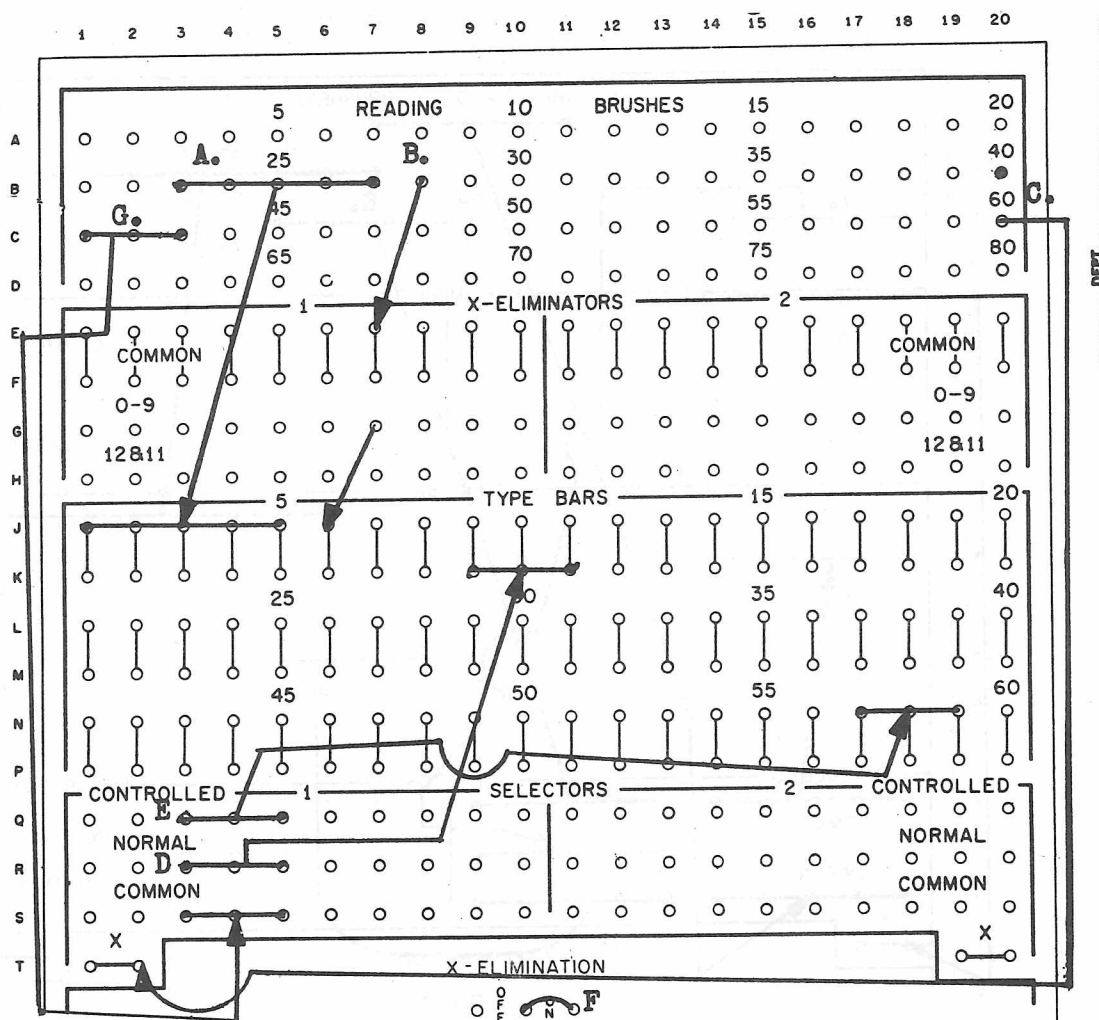 1 2 3 4 5 6 7 8 9 10 11 12 13 14 15 16 17 18 19 20
5 READING 10 BRUSHES 15 20
A
A. 25 B. 30 35 40
B
G. 45 50 55 60 C.
C
65 70 75 80
D
DEPT
1 X-ELIMINATORS 2
E
COMMON COMMON
F
0-9 0-9
G
12&11 12&11
H
5 TYPE BARS 15 20
J
K
25 35 40
L
M
45 50 55 60
N
P
CONTROLLED 1 SELECTORS 2 CONTROLLED
Q E
NORMAL NORMAL
R D
COMMON COMMON
S
X X
T
X-ELIMINATION
OFF ON F